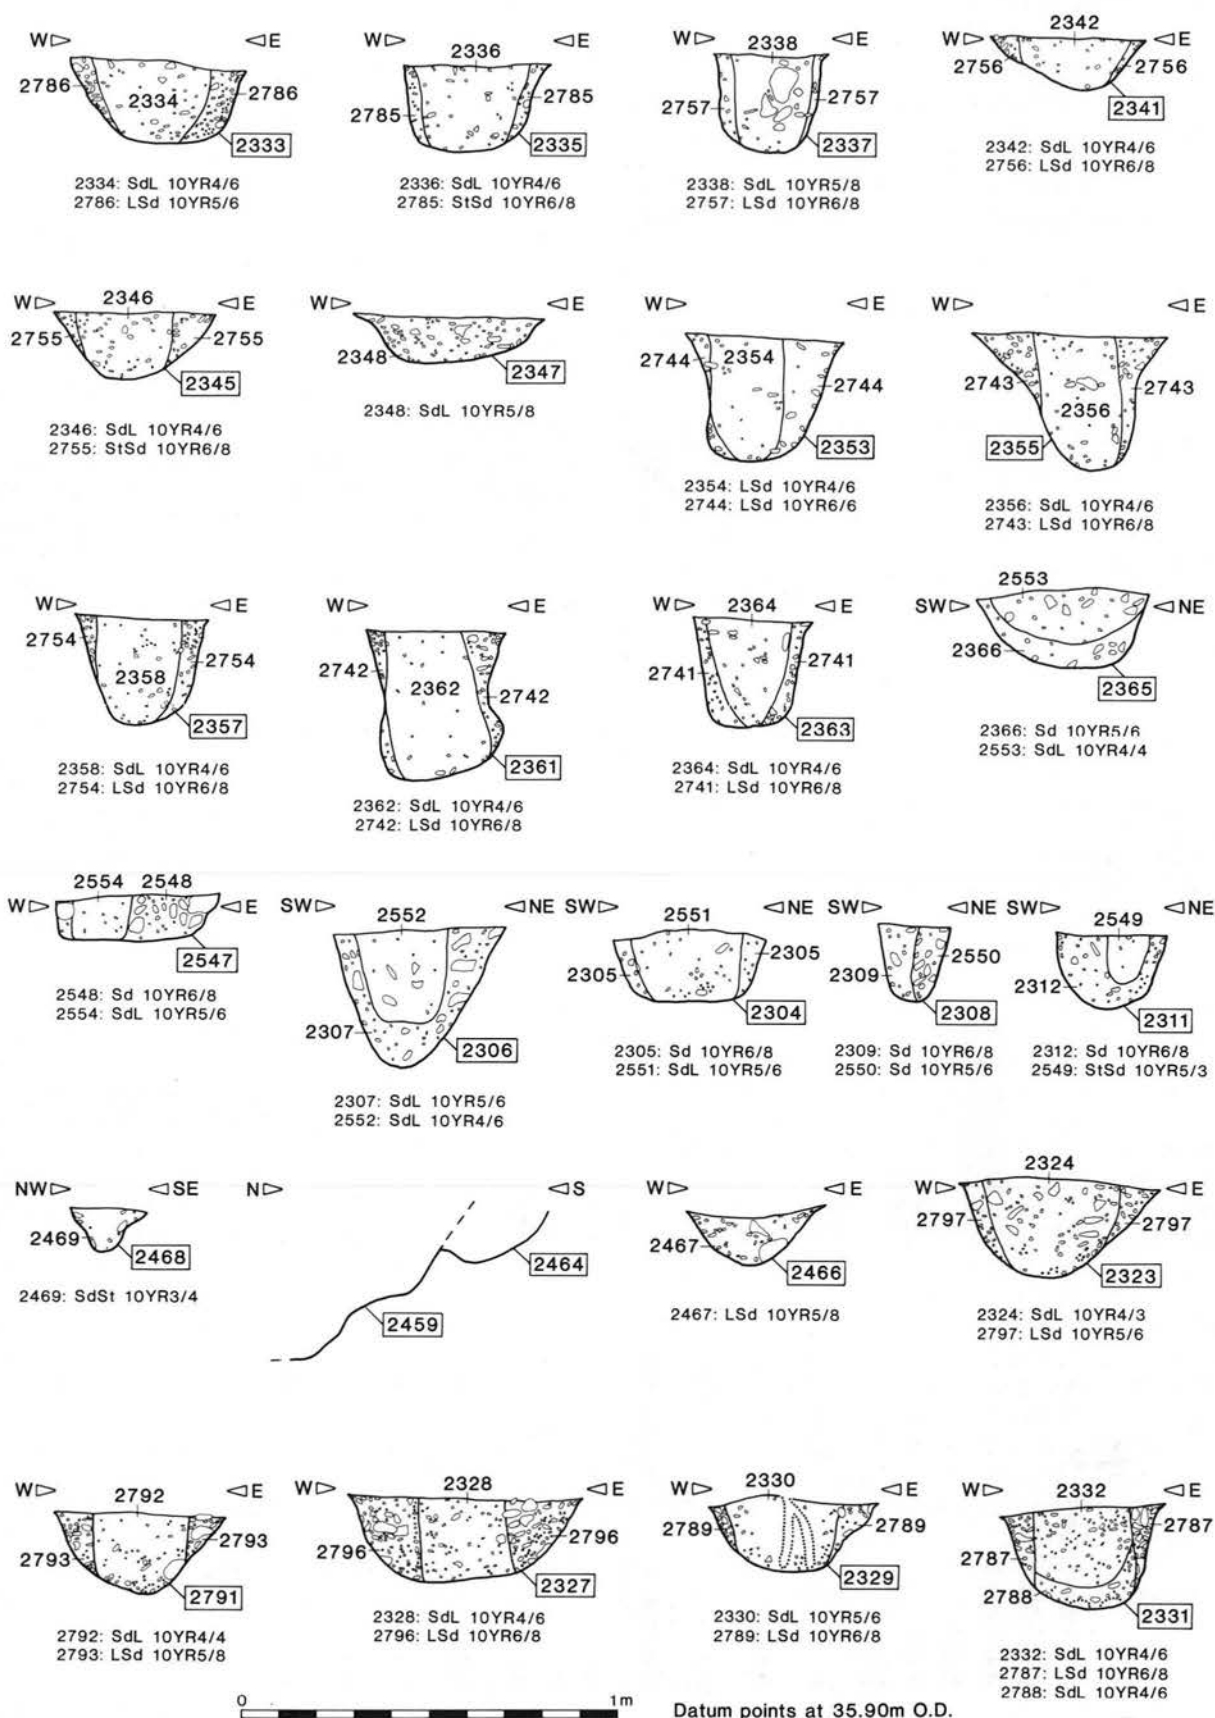 W E
2334
2786 2786
2333
2334: SdL 10YR4/6
2786: LSd 10YR5/6
W E
2336
2785 2785
2335
2336: SdL 10YR4/6
2785: StSd 10YR6/8
W E
2338
2757 2757
2337
2338: SdL 10YR5/8
2757: LSd 10YR6/8
2342
W E
2756 2756
2341
2342: SdL 10YR4/6
2756: LSd 10YR6/8
W E
2346
2755 2755
2345
2346: SdL 10YR4/6
2755: StSd 10YR6/8
W E
2348
2347
2348: SdL 10YR5/8
W E
2744 2354
2744
2353
2354: LSd 10YR4/6
2744: LSd 10YR6/6
W E
2743 2743
2356
2355
2356: SdL 10YR4/6
2743: LSd 10YR6/8
W E
2754 2754
2358
2357
2358: SdL 10YR4/6
2754: LSd 10YR6/8
W E
2742 2362 2742
2361
2362: SdL 10YR4/6
2742: LSd 10YR6/8
W 2364 E
2741 2741
2363
2364: SdL 10YR4/6
2741: LSd 10YR6/8
2553
SW NE
2366
2365
2366: Sd 10YR5/6
2553: SdL 10YR4/4
2554 2548
W E
2547
2548: Sd 10YR6/8
2554: SdL 10YR5/6
SW 2552 NE
2307
2306
2307: SdL 10YR5/6
2552: SdL 10YR4/6
SW 2551 NE
2305 2305
2304
2305: Sd 10YR6/8
2551: SdL 10YR5/6
SW NE
2309 2550
2308
2309: Sd 10YR6/8
2550: Sd 10YR5/6
SW 2549 NE
2312
2311
2312: Sd 10YR6/8
2549: StSd 10YR5/3
NW SE
2469
2468
2469: SdSt 10YR3/4
N S
2464
2459
W E
2467
2466
2467: LSd 10YR5/8
2324
W E
2797 2797
2323
2324: SdL 10YR4/3
2797: LSd 10YR5/6
W 2792 E
2793 2793
2791
2792: SdL 10YR4/4
2793: LSd 10YR5/8
W 2328 E
2796 2796
2327
2328: SdL 10YR4/6
2796: LSd 10YR6/8
W 2330 E
2789 2789
2329
2330: SdL 10YR5/6
2789: LSd 10YR6/8
W 2332 E
2787 2787
2788
2331
2332: SdL 10YR4/6
2787: LSd 10YR6/8
2788: SdL 10YR4/6
0 1m
Datum points at 35.90m O.D.